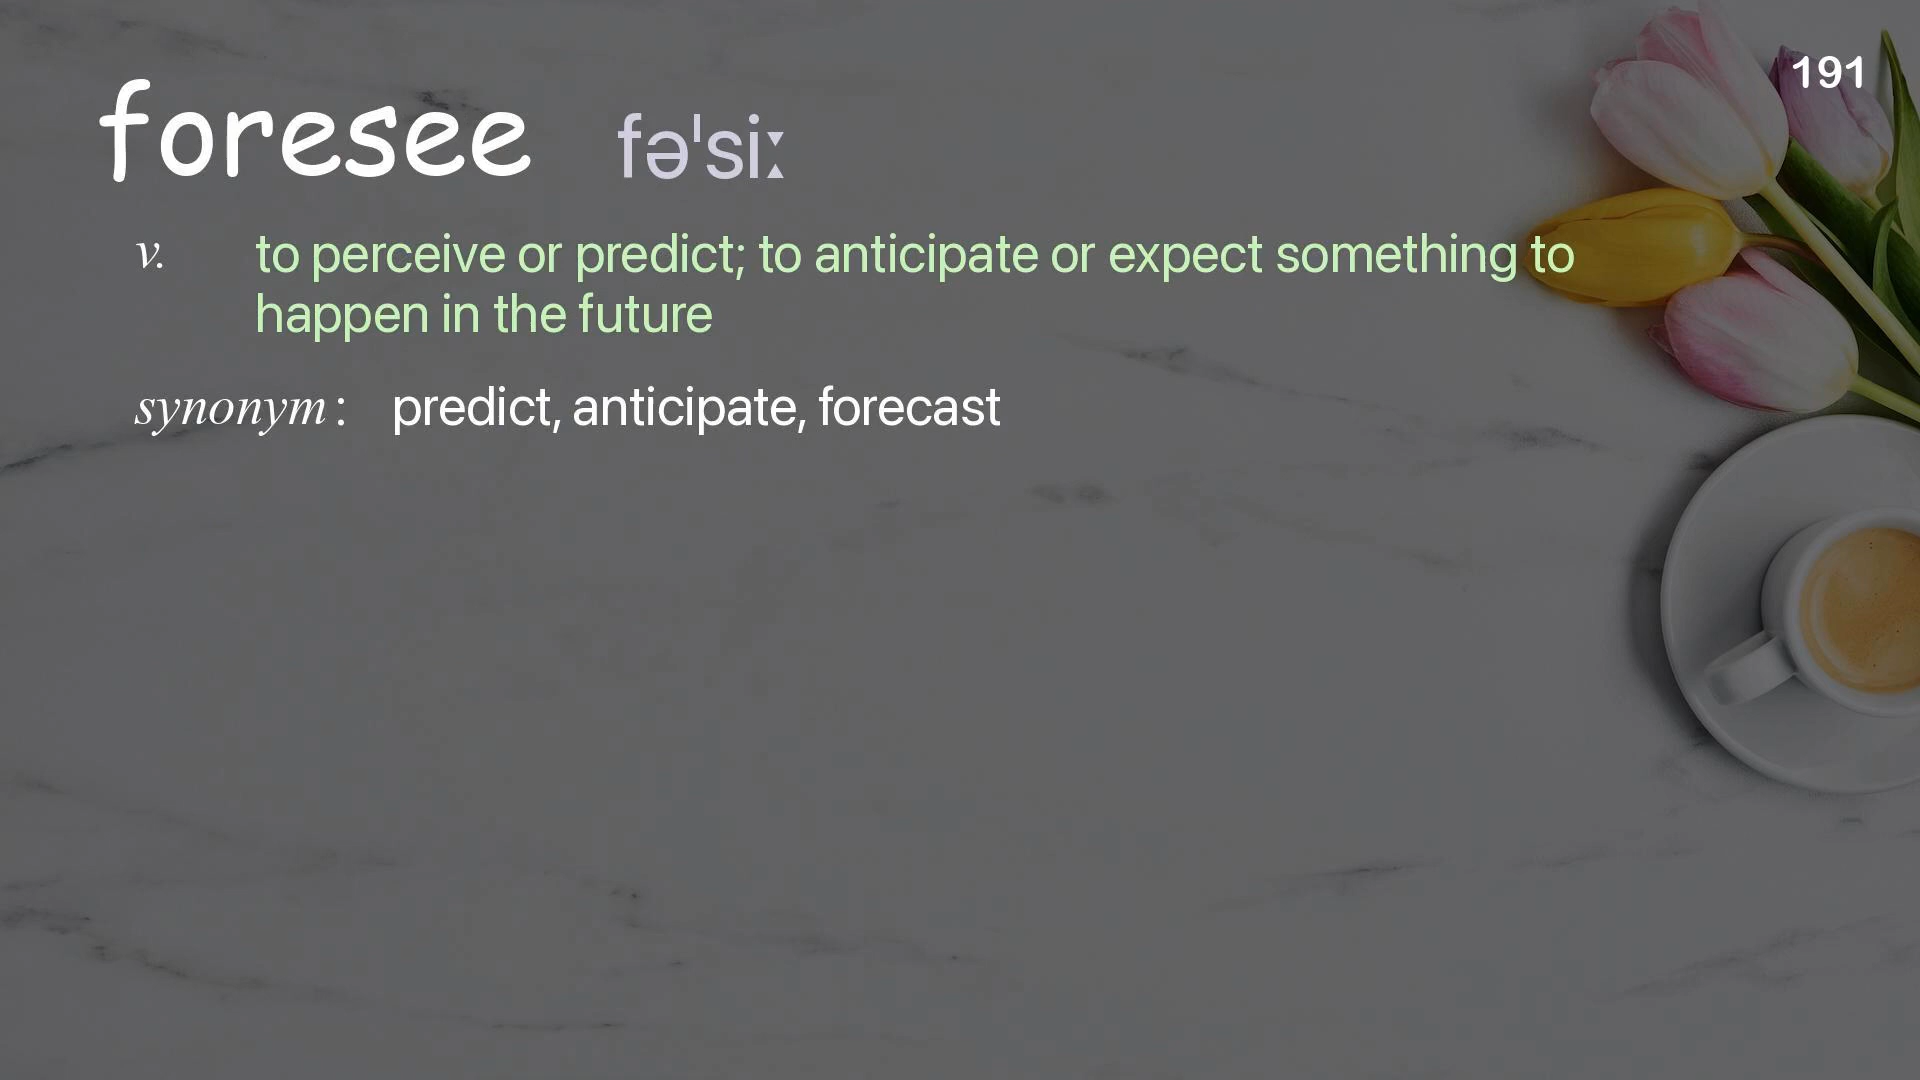 191
foresee fəˈsiː
v. to perceive or predict; to anticipate or expect something to
happen in the future
synonym: predict, anticipate, forecast